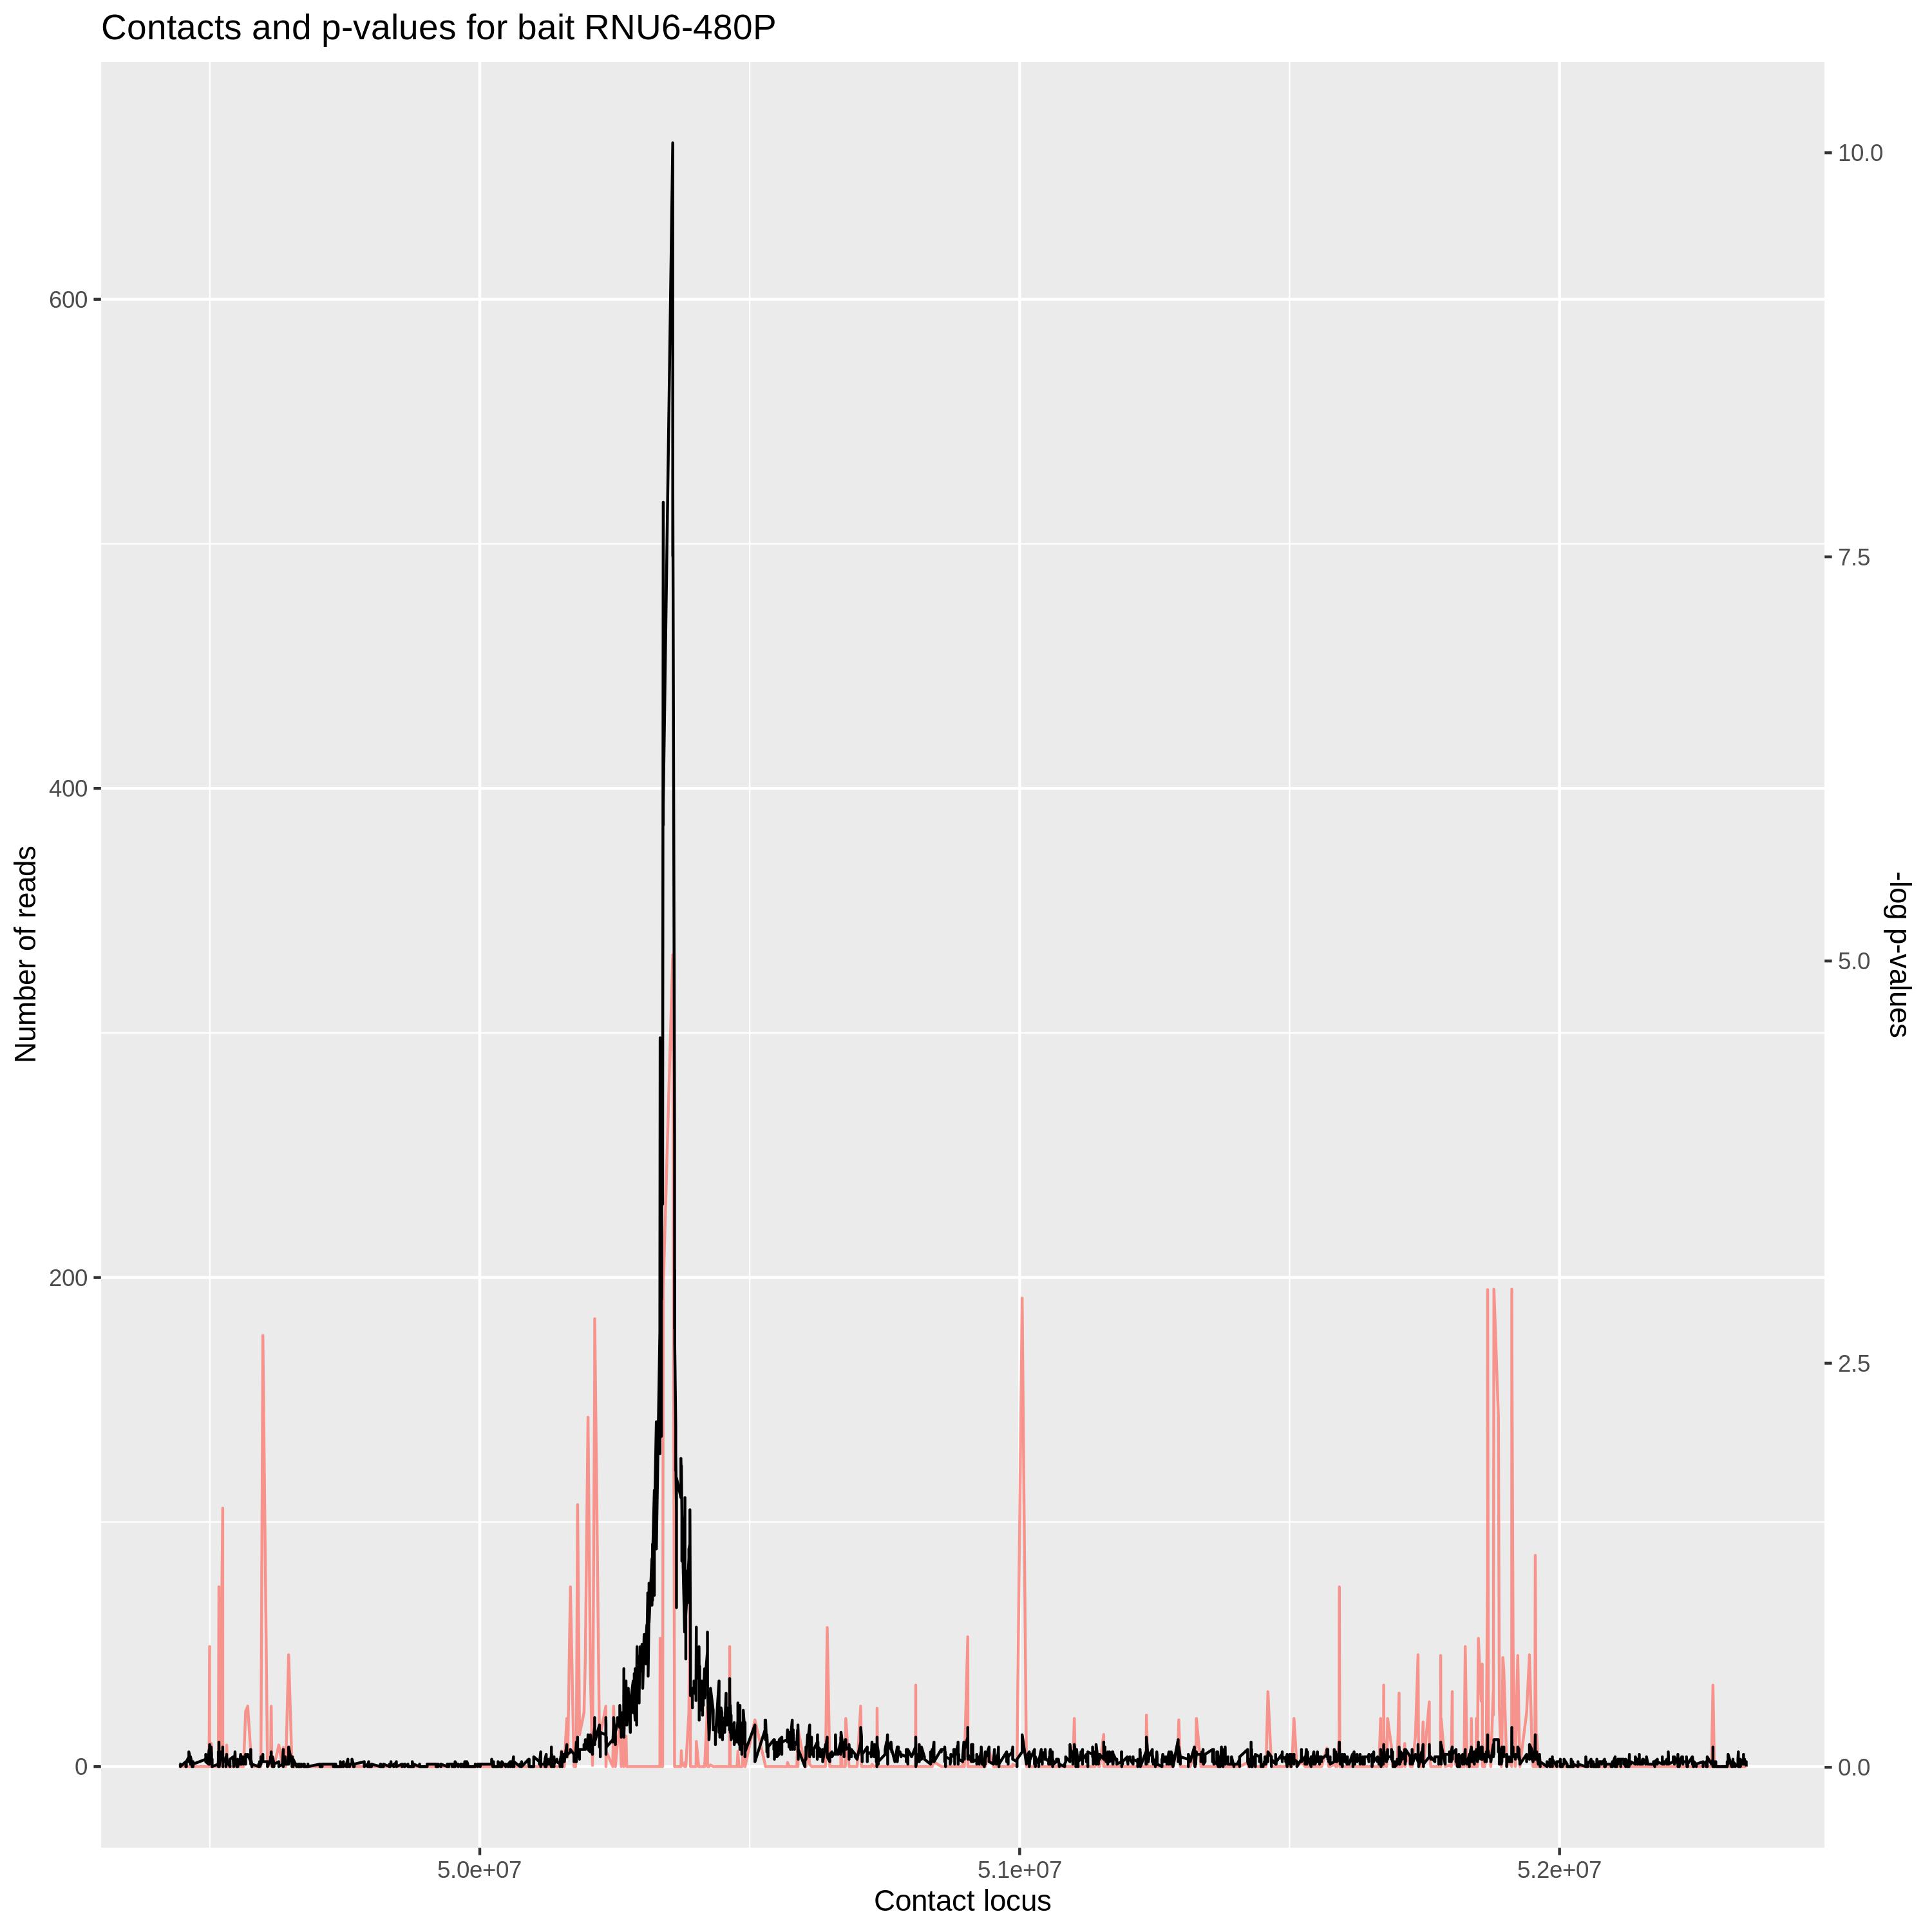 Contacts and p-values for bait RNU6-480P
Number of reads
600
400
200
0
10.0
7.5
5.0
2.5
0.0
-log p-values
5.0e+07
5.1e+07
5.2e+07
Contact locus